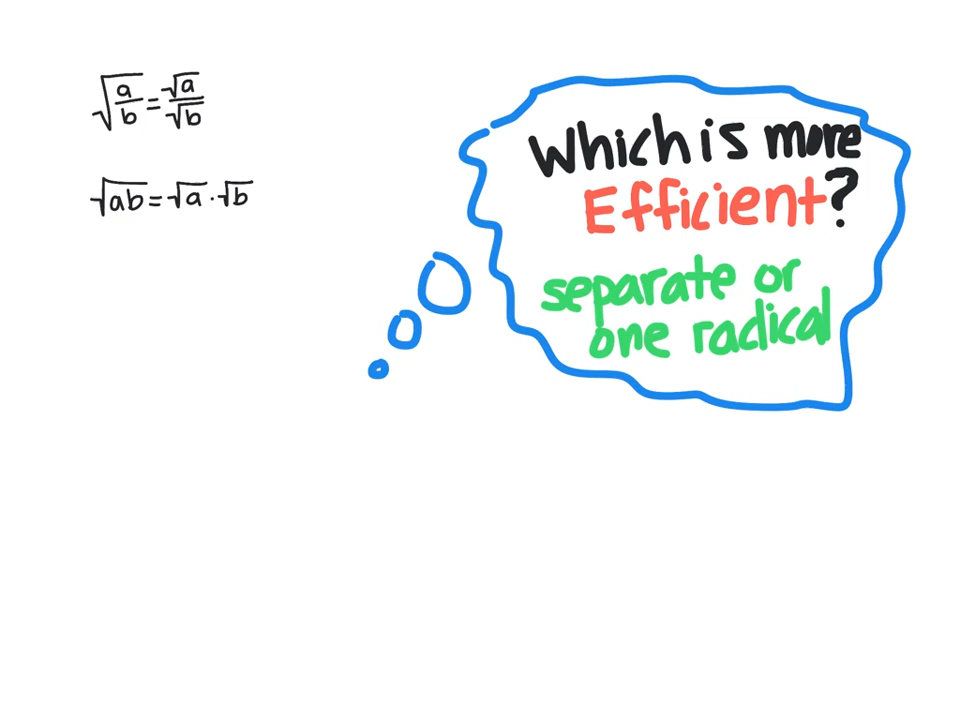 √(a/b) = √a/√b
√ab = √a · √b
Which is more
Efficient?
separate or
one radical